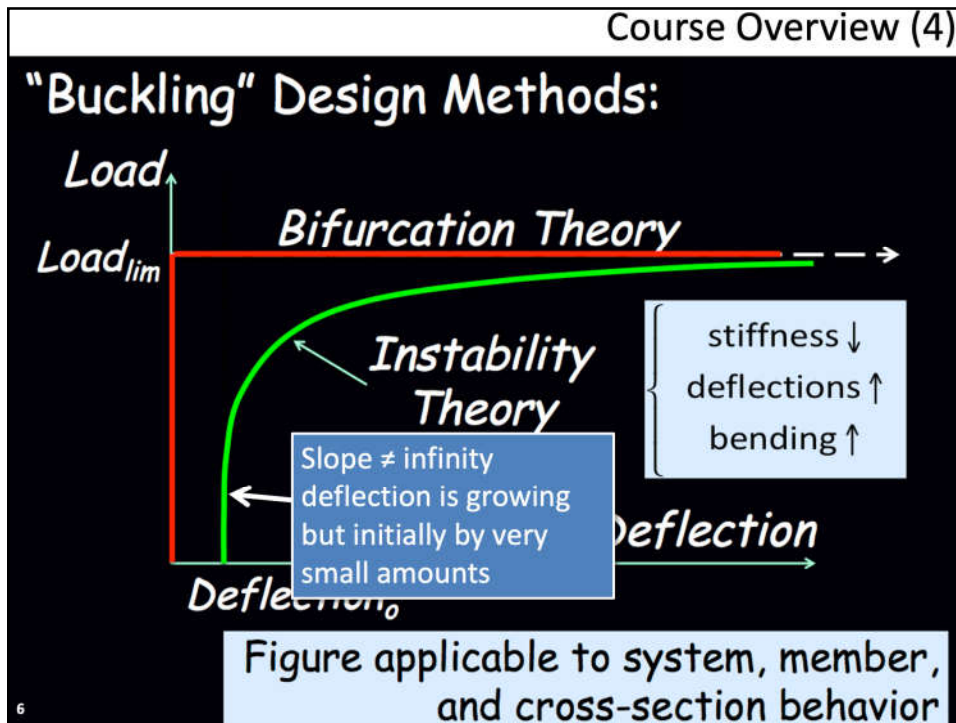 Course Overview (4)
“Buckling” Design Methods:
Load
Bifurcation Theory
Load_lim
stiffness ↓
deflections ↑
bending ↑
Instability
Theory
Slope ≠ infinity
deflection is growing
but initially by very
small amounts
Deflection
Deflection_o
Figure applicable to system, member,
and cross-section behavior
6